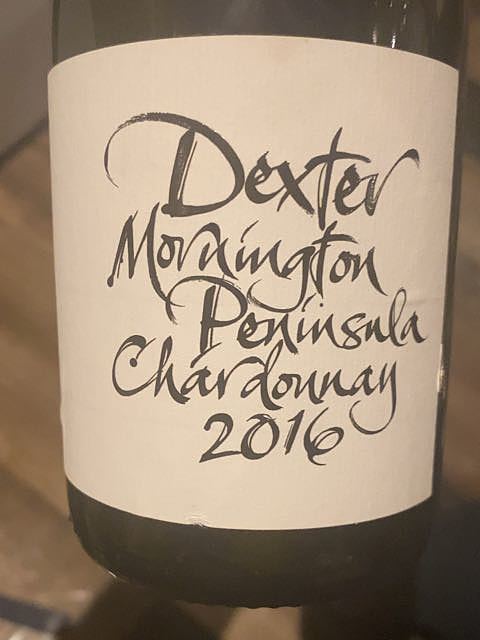 Dexter
Mornington
Peninsula
Chardonnay
2016